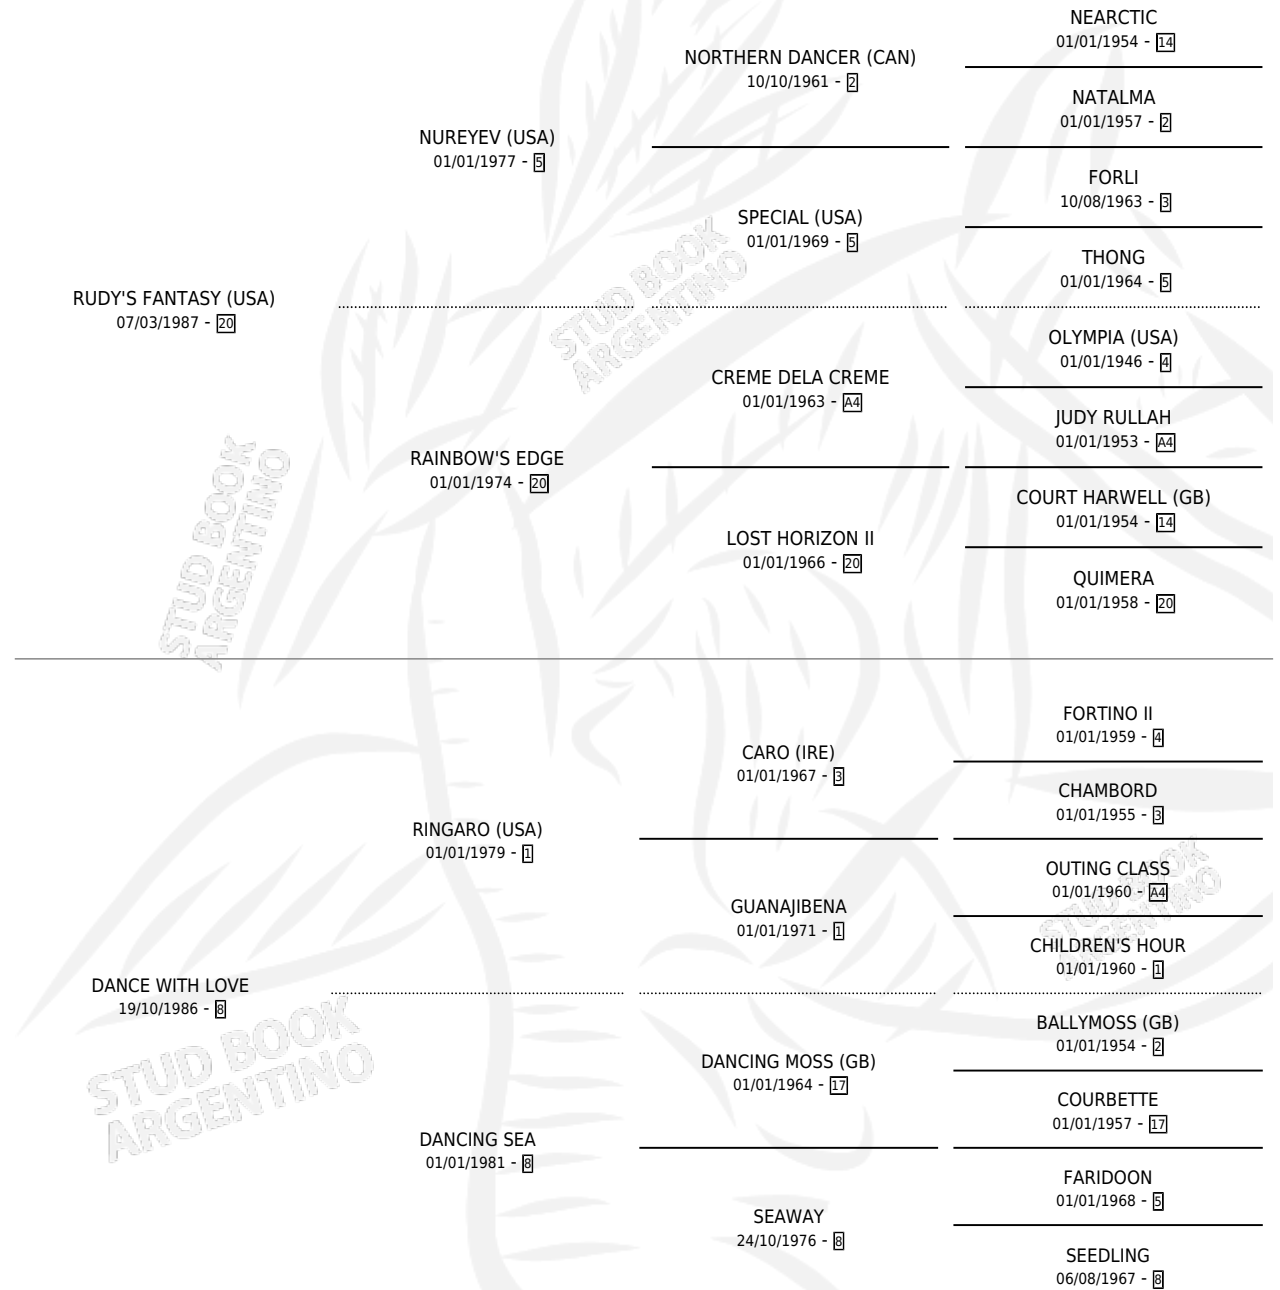 NEARCTIC
01/01/1954 - 14
NORTHERN DANCER (CAN)
10/10/1961 - 2
NATALMA
01/01/1957 - 2
NUREYEV (USA)
01/01/1977 - 5
FORLI
10/08/1963 - 3
SPECIAL (USA)
01/01/1969 - 5
THONG
01/01/1964 - 5
RUDY'S FANTASY (USA)
07/03/1987 - 20
OLYMPIA (USA)
01/01/1946 - 4
CREME DELA CREME
01/01/1963 - A4
JUDY RULLAH
01/01/1953 - A4
RAINBOW'S EDGE
01/01/1974 - 20
COURT HARWELL (GB)
01/01/1954 - 14
LOST HORIZON II
01/01/1966 - 20
QUIMERA
01/01/1958 - 20
FORTINO II
01/01/1959 - 4
CARO (IRE)
01/01/1967 - 3
CHAMBORD
01/01/1955 - 3
RINGARO (USA)
01/01/1979 - 1
OUTING CLASS
01/01/1960 - A4
GUANAJIBENA
01/01/1971 - 1
CHILDREN'S HOUR
01/01/1960 - 1
DANCE WITH LOVE
19/10/1986 - 8
BALLYMOSS (GB)
01/01/1954 - 2
DANCING MOSS (GB)
01/01/1964 - 17
COURBETTE
01/01/1957 - 17
DANCING SEA
01/01/1981 - 8
FARIDOON
01/01/1968 - 5
SEAWAY
24/10/1976 - 8
SEEDLING
06/08/1967 - 8
STUD BOOK
ARGENTINO
STUD BOOK
ARGENTINO
STUD BOOK
ARGENTINO
STUD BOOK
ARGENTINO